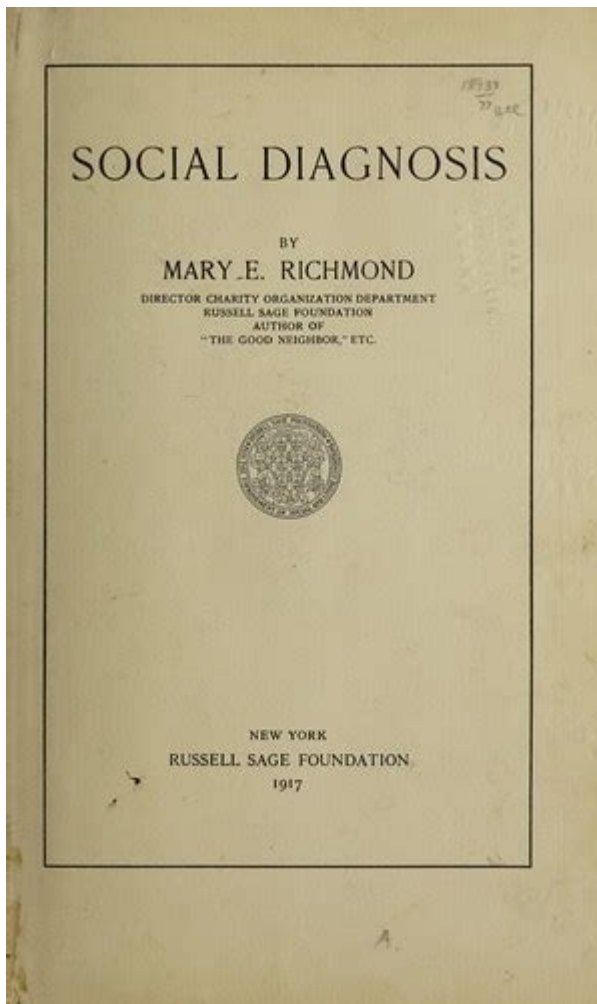 SOCIAL DIAGNOSIS
BY
MARY E. RICHMOND
DIRECTOR CHARITY ORGANIZATION DEPARTMENT
RUSSELL SAGE FOUNDATION
AUTHOR OF
"THE GOOD NEIGHBOR," ETC.
NEW YORK
RUSSELL SAGE FOUNDATION
1917
A.